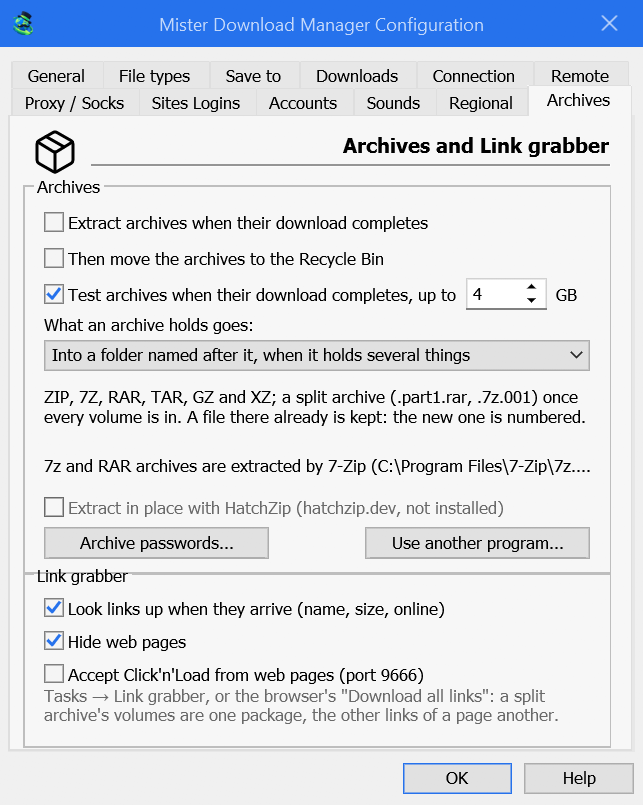 Mister Download Manager Configuration
General File types Save to Downloads Connection Remote
Proxy / Socks Sites Logins Accounts Sounds Regional Archives
Archives and Link grabber
Archives
Extract archives when their download completes
Then move the archives to the Recycle Bin
Test archives when their download completes, up to 4 GB
What an archive holds goes:
Into a folder named after it, when it holds several things
ZIP, 7Z, RAR, TAR, GZ and XZ; a split archive (.part1.rar, .7z.001) once
every volume is in. A file there already is kept: the new one is numbered.
7z and RAR archives are extracted by 7-Zip (C:\Program Files\7-Zip\7z....
Extract in place with HatchZip (hatchzip.dev, not installed)
Archive passwords... Use another program...
Link grabber
Look links up when they arrive (name, size, online)
Hide web pages
Accept Click'n'Load from web pages (port 9666)
Tasks → Link grabber, or the browser's "Download all links": a split
archive's volumes are one package, the other links of a page another.
OK Help